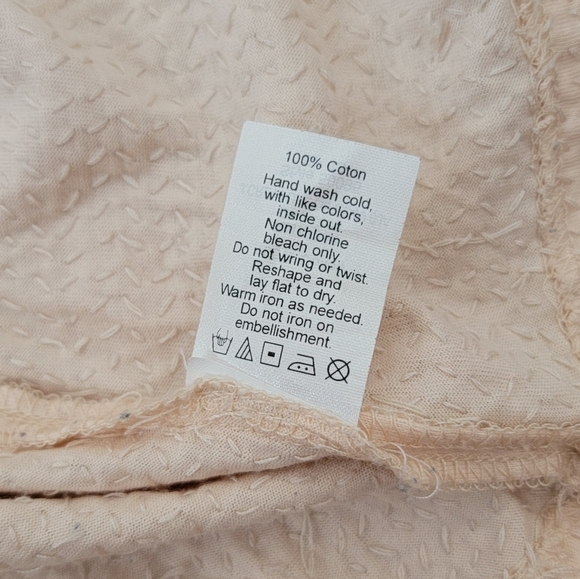 100% Coton
Hand wash cold,
with like colors,
inside out.
Non chlorine
bleach only.
Do not wring or twist.
Reshape and
lay flat to dry.
Warm iron as needed.
Do not iron on
embellishment.